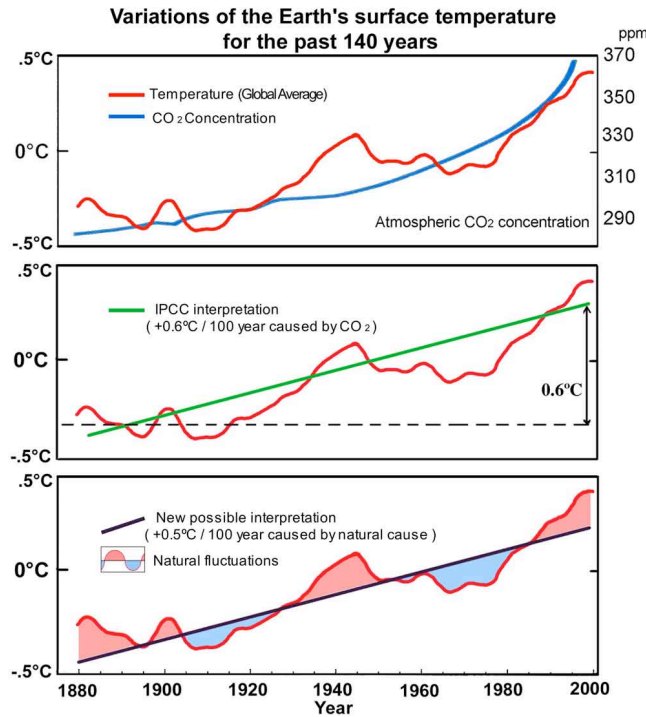 Variations of the Earth's surface temperature
for the past 140 years
ppm
.5°C
370
Temperature (Global Average)
350
CO2 Concentration
330
0°C
310
Atmospheric CO2 concentration
290
-.5°C
.5°C
IPCC interpretation
( +0.6ºC / 100 year caused by CO2 )
0°C
0.6ºC
-.5°C
.5°C
New possible interpretation
( +0.5ºC / 100 year caused by natural cause )
Natural fluctuations
0°C
-.5°C
1880 1900 1920 1940 1960 1980 2000
Year